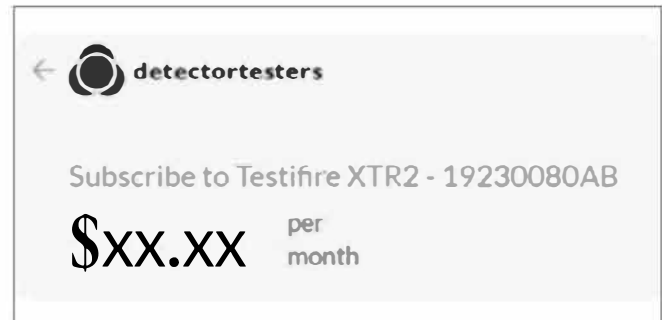 detectortesters
Subscribe to Testifire XTR2 - 19230080AB
$xx.xx per
month